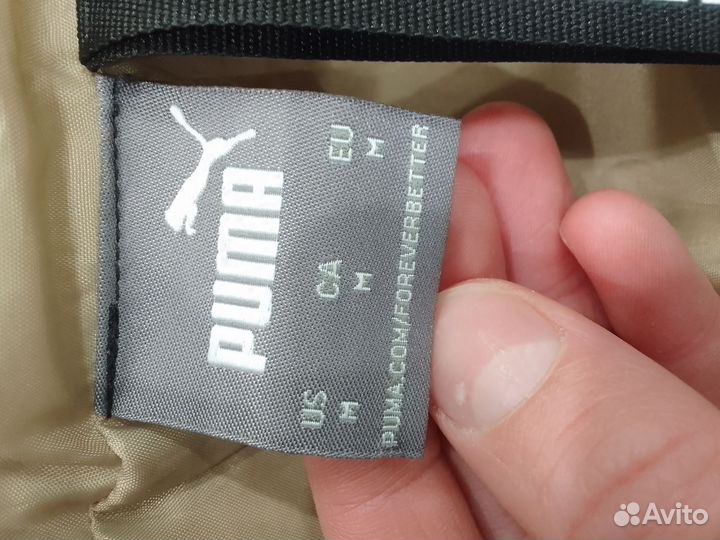 PUMA
US CA EU
M M M
PUMA.COM/FOREVERBETTER
Avito